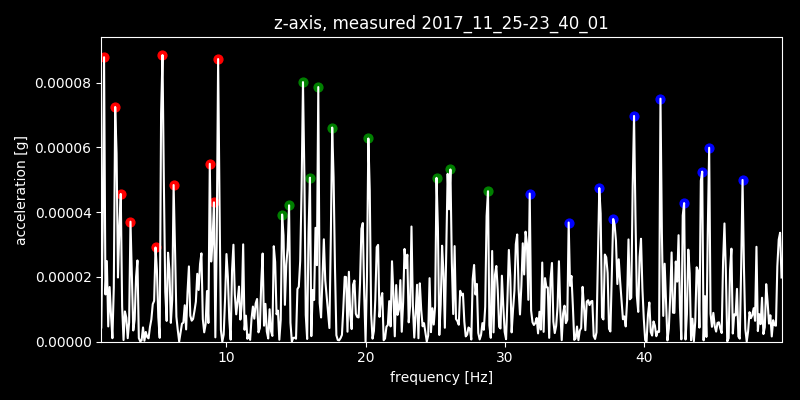 z-axis, measured 2017_11_25-23_40_01
0.00008
0.00006
0.00004
0.00002
0.00000
acceleration [g]
10 20 30 40
frequency [Hz]